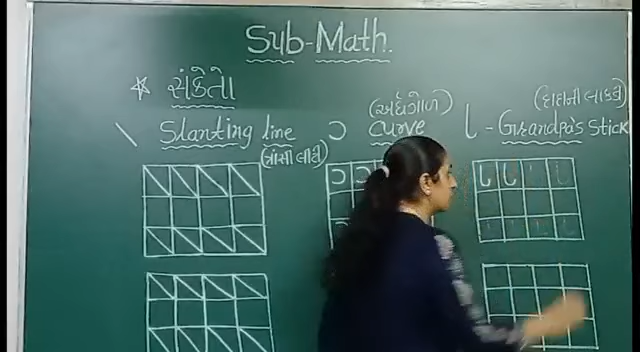 Sub-Math.
☆ સંકેતો
\ Slanting line
(ત્રાંસી લીટી)
(અર્ધગોળ)
Curve
(દાદાની લાકડી)
- Grandpa's Stick